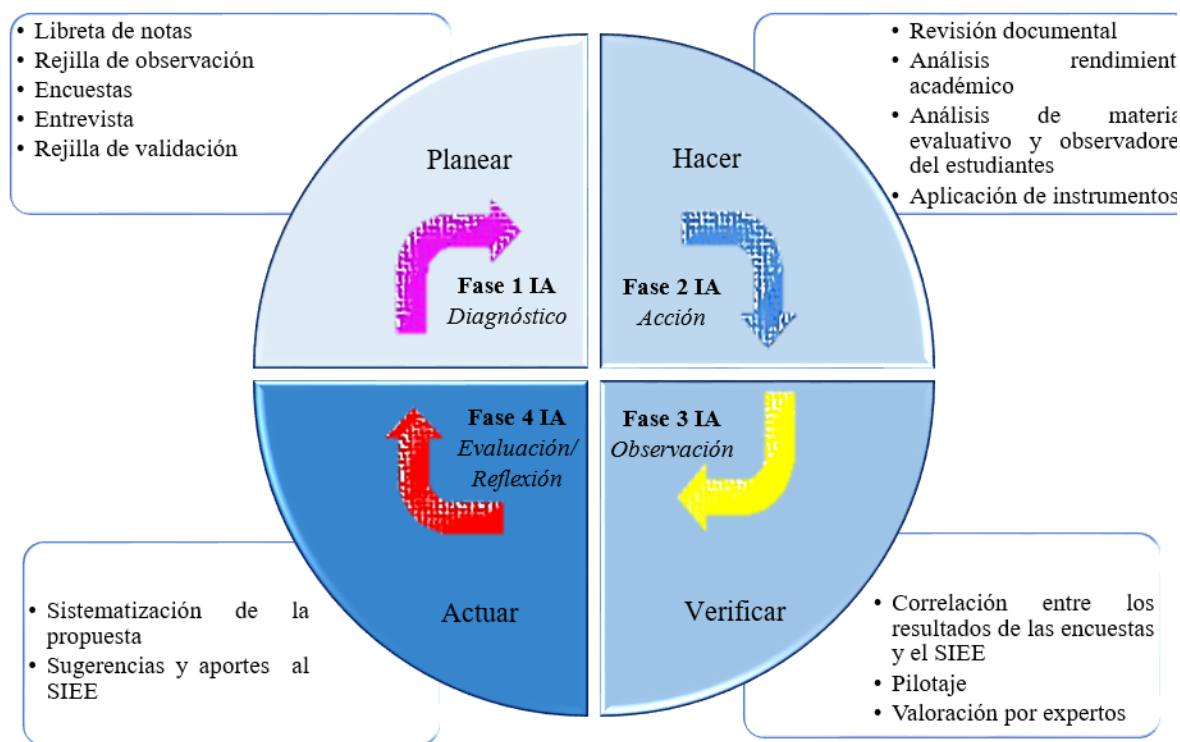 • Libreta de notas
• Rejilla de observación
• Encuestas
• Entrevista
• Rejilla de validación
• Revisión documental
• Análisis rendimient
académico
• Análisis de materia
evaluativo y observadore
del estudiantes
• Aplicación de instrumentos
Planear
Hacer
Fase 1 IA
Diagnóstico
Fase 2 IA
Acción
Fase 4 IA
Evaluación/
Reflexión
Fase 3 IA
Observación
Actuar
Verificar
• Sistematización de la
propuesta
• Sugerencias y aportes al
SIEE
• Correlación entre los
resultados de las encuestas
y el SIEE
• Pilotaje
• Valoración por expertos